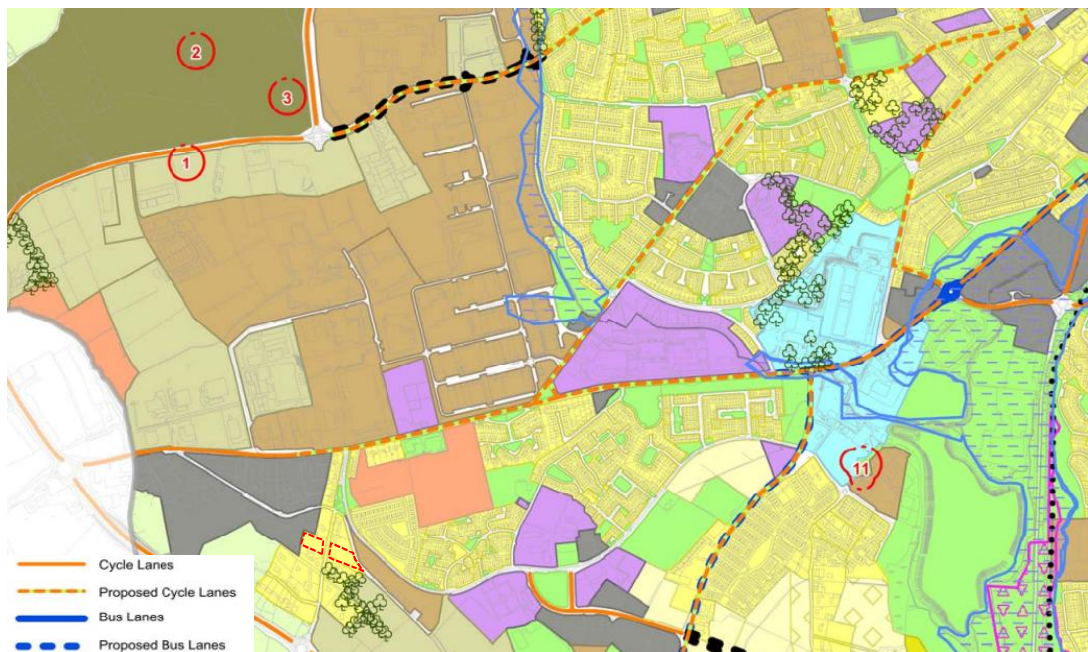 2
3
1
11
Cycle Lanes
Proposed Cycle Lanes
Bus Lanes
Proposed Bus Lanes